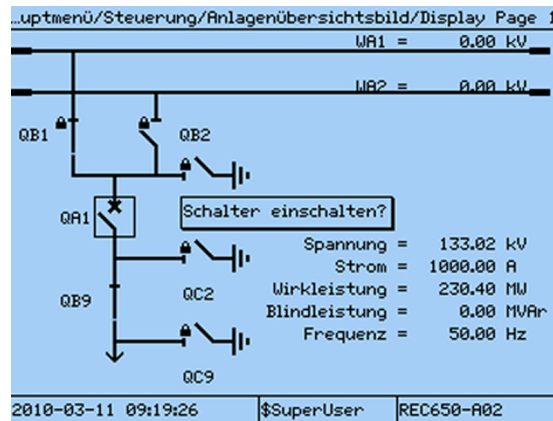 …uptmenü/Steuerung/Anlagenübersichtsbild/Display Page 1
WA1 = 0.00 kV
WA2 = 0.00 kV
QB1
QB2
QA1
Schalter einschalten?
Spannung = 133.02 kV
Strom = 1000.00 A
QC2
Wirkleistung = 230.40 MW
QB9
Blindleistung = 0.00 MVAr
Frequenz = 50.00 Hz
QC9
2010-03-11 09:19:26
$SuperUser
REC650-A02